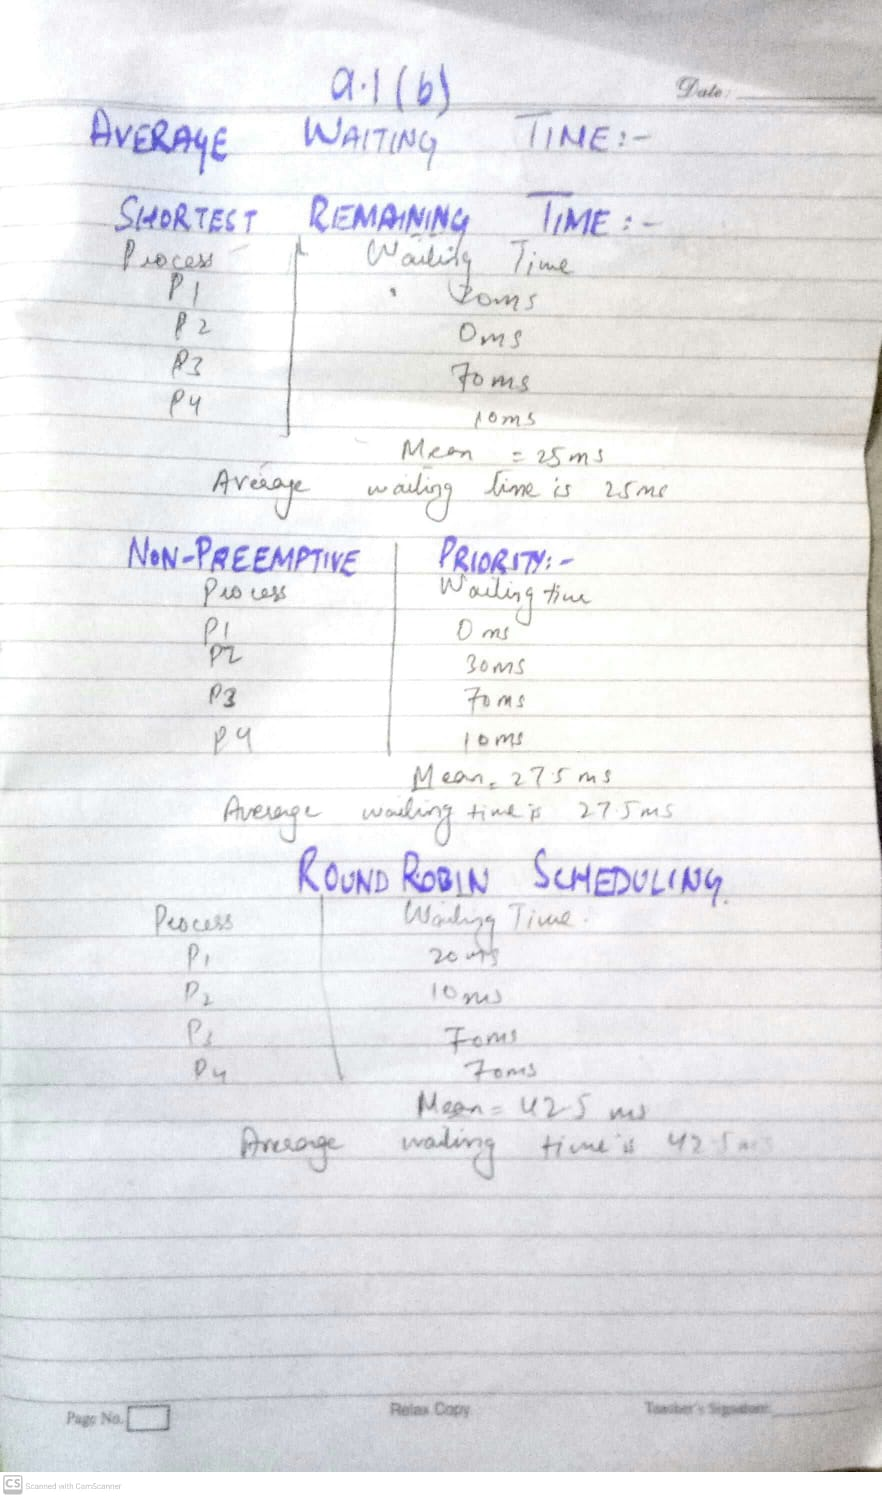 Q.1(b)
Date:
AVERAGE WAITING TIME:-
SHORTEST REMAINING TIME:-
Process Waiting Time
P1 20ms
P2 0ms
P3 70ms
P4 10ms
Mean = 25ms
Average waiting time is 25ms
NON-PREEMPTIVE PRIORITY:-
Process Waiting time
P1 0 ms
P2 30ms
P3 70ms
P4 10ms
Mean = 27.5 ms
Average waiting time is 27.5ms
ROUND ROBIN SCHEDULING.
Process Waiting Time.
P1 20ms
P2 10ms
P3 70ms
P4 70ms
Mean = 42.5 ms
Average waiting time is 42.5ms
Page No.
Relax Copy
Teacher's Signature:
CS Scanned with CamScanner